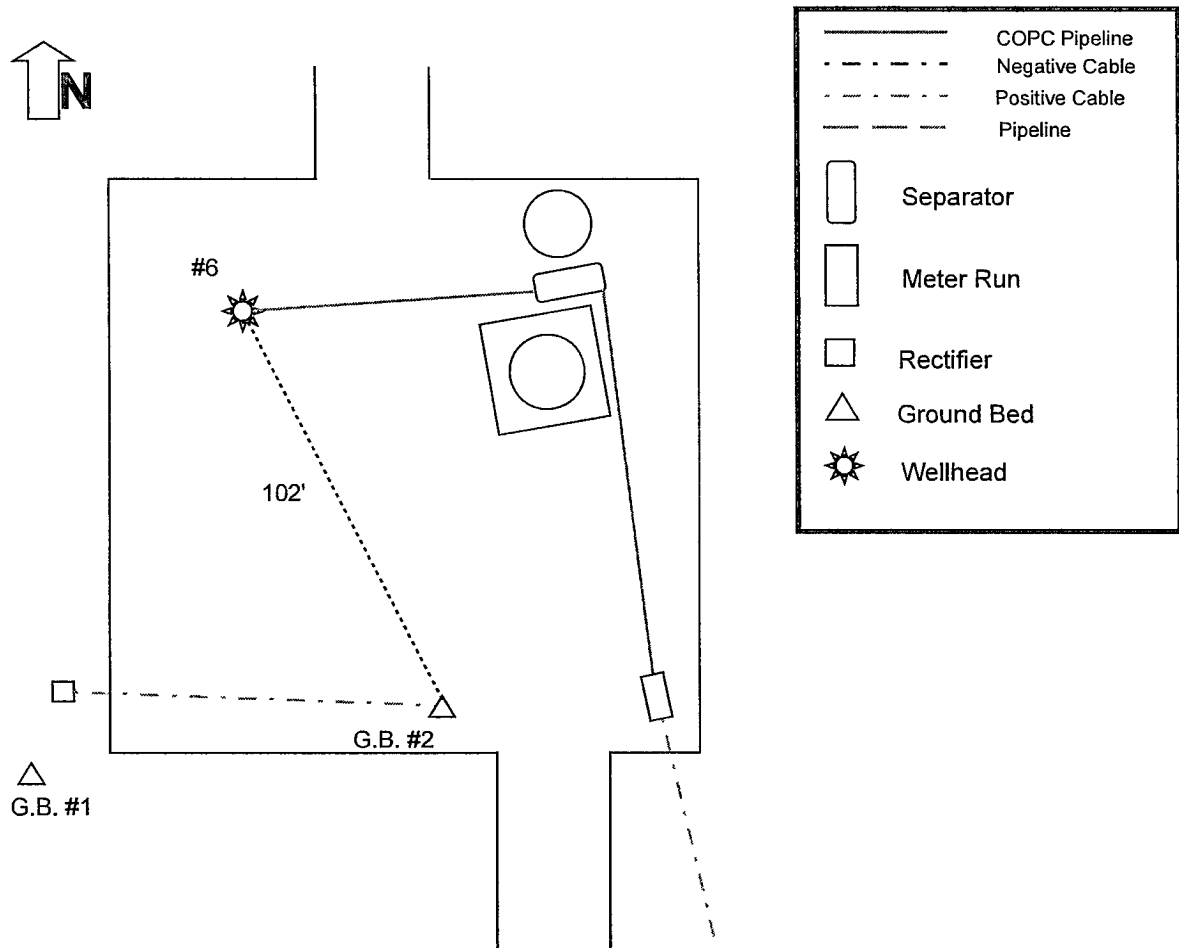 N
#6
102'
G.B. #2
G.B. #1
COPC Pipeline
Negative Cable
Positive Cable
Pipeline
Separator
Meter Run
Rectifier
Ground Bed
Wellhead